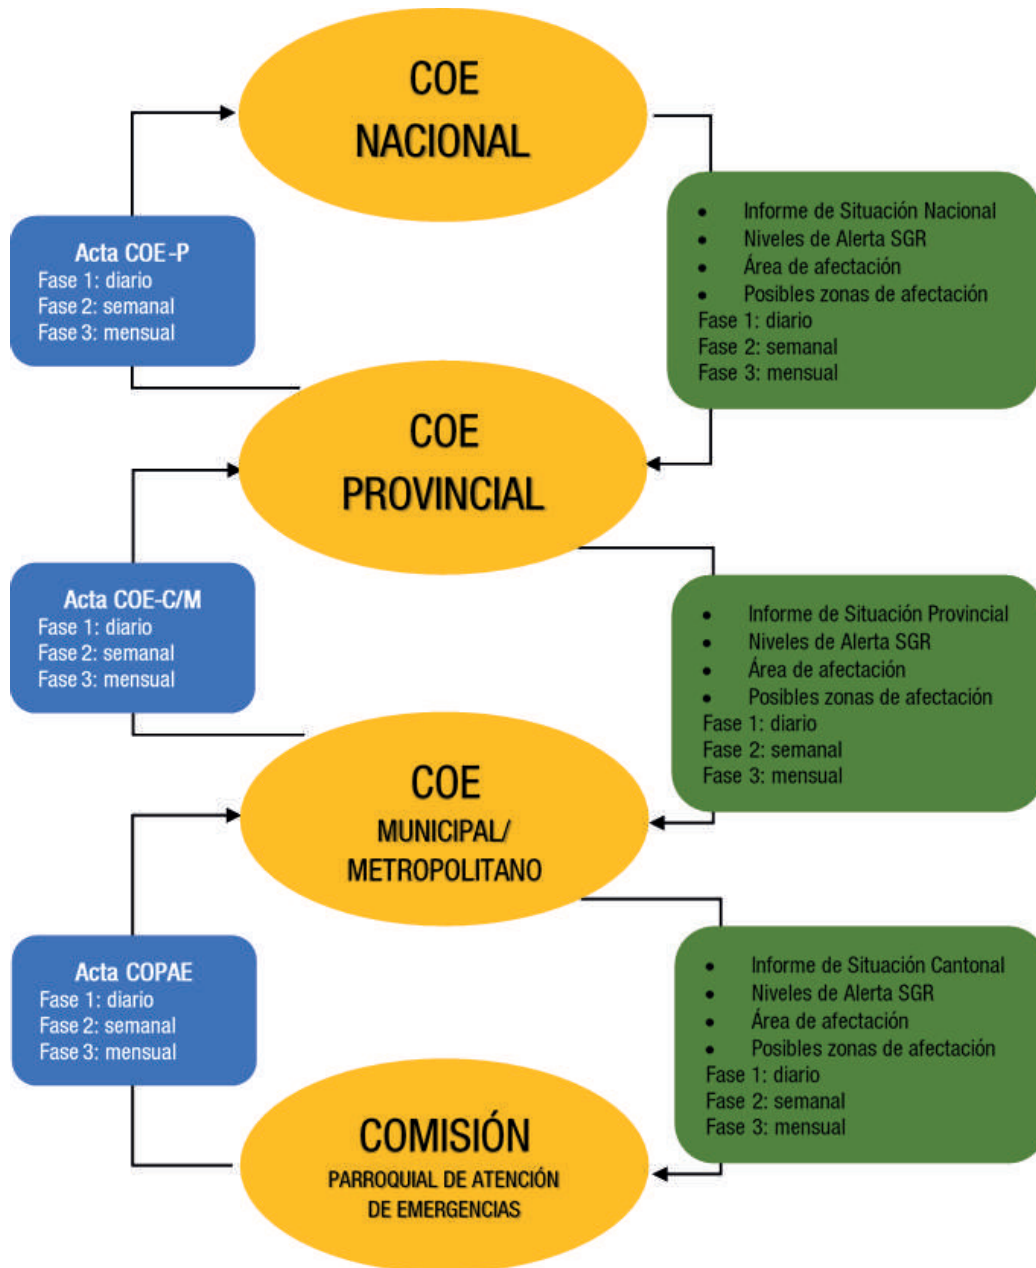 COE
NACIONAL
Acta COE-P
Fase 1: diario
Fase 2: semanal
Fase 3: mensual
• Informe de Situación Nacional
• Niveles de Alerta SGR
• Área de afectación
• Posibles zonas de afectación
Fase 1: diario
Fase 2: semanal
Fase 3: mensual
COE
PROVINCIAL
Acta COE-C/M
Fase 1: diario
Fase 2: semanal
Fase 3: mensual
• Informe de Situación Provincial
• Niveles de Alerta SGR
• Área de afectación
• Posibles zonas de afectación
Fase 1: diario
Fase 2: semanal
Fase 3: mensual
COE
MUNICIPAL/
METROPOLITANO
Acta COPAE
Fase 1: diario
Fase 2: semanal
Fase 3: mensual
• Informe de Situación Cantonal
• Niveles de Alerta SGR
• Área de afectación
• Posibles zonas de afectación
Fase 1: diario
Fase 2: semanal
Fase 3: mensual
COMISIÓN
PARROQUIAL DE ATENCIÓN
DE EMERGENCIAS